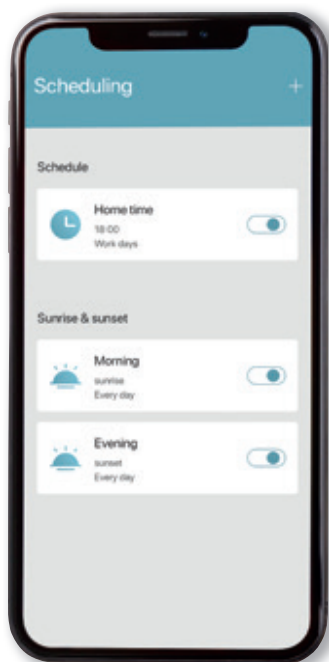 Scheduling +
Schedule
Home time
18:00
Work days
Sunrise & sunset
Morning
sunrise
Every day
Evening
sunset
Every day